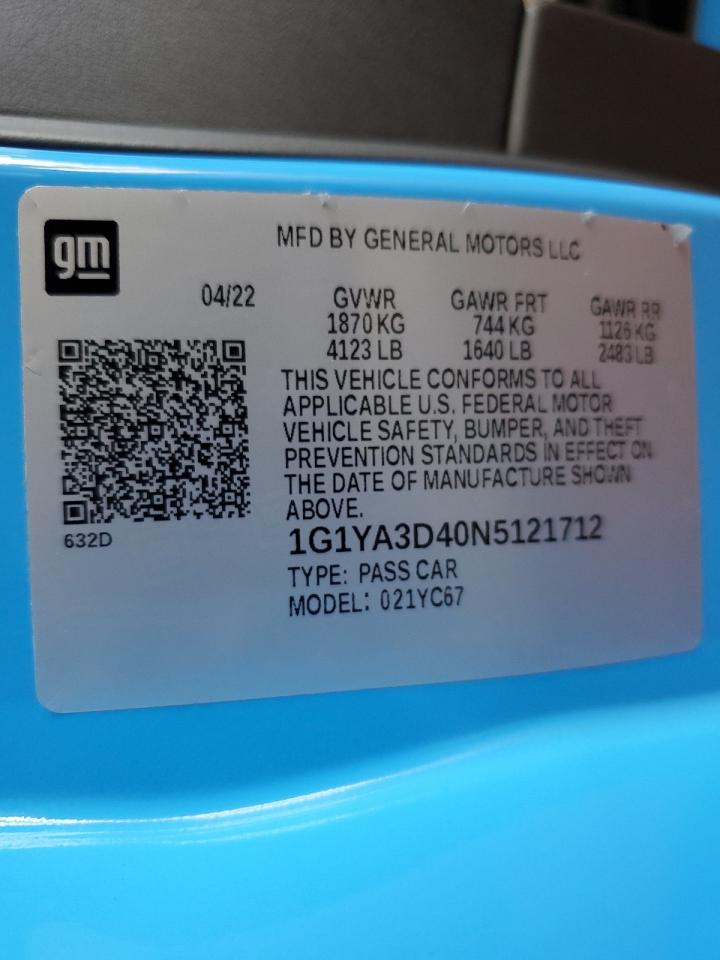 gm
MFD BY GENERAL MOTORS LLC
04/22
GVWR GAWR FRT GAWR RR
1870 KG 744 KG 1126 KG
4123 LB 1640 LB 2483 LB
THIS VEHICLE CONFORMS TO ALL
APPLICABLE U.S. FEDERAL MOTOR
VEHICLE SAFETY, BUMPER, AND THEFT
PREVENTION STANDARDS IN EFFECT ON
THE DATE OF MANUFACTURE SHOWN
ABOVE.
632D
1G1YA3D40N5121712
TYPE: PASS CAR
MODEL: 021YC67